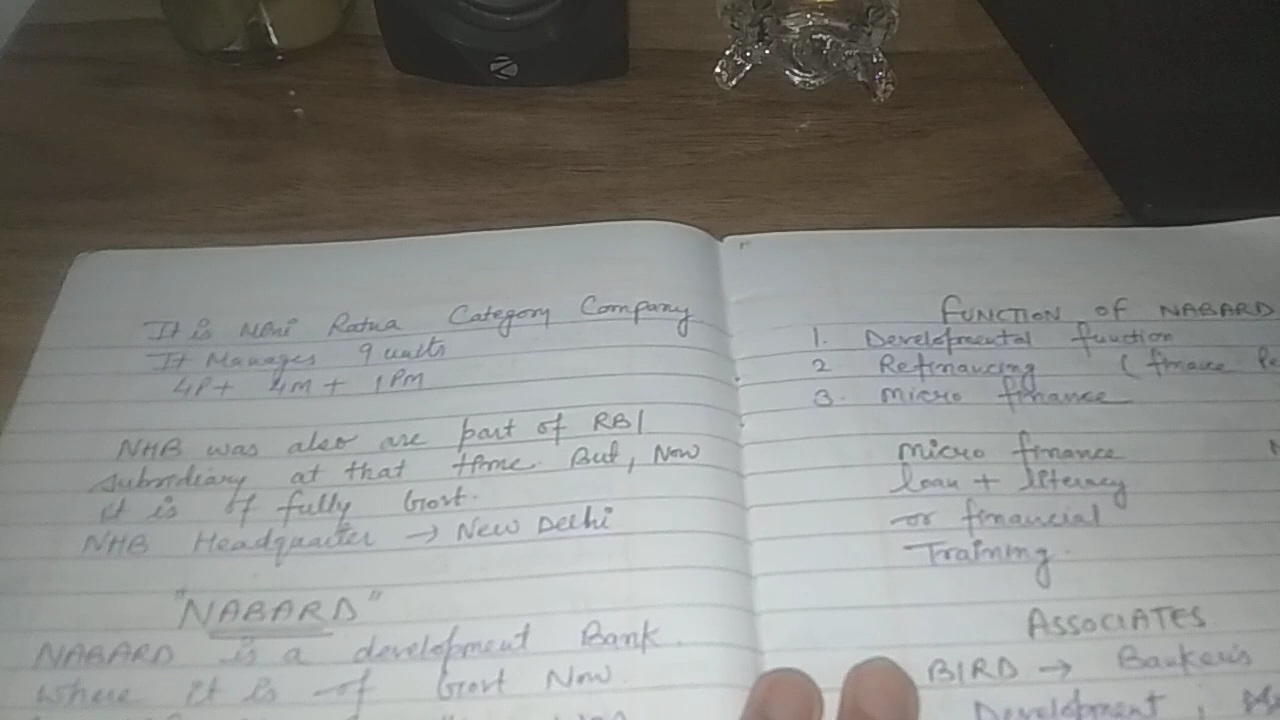 It is Mini Ratna Category Company
It Manages 9 units
4P + 4M + 1PM
NHB was also are part of RBI
subsridiary at that time. But, Now
it is of fully Govt.
NHB Headquarter → New Delhi
"NABARD"
NABARD is a development Bank.
where it is of Govt Now
FUNCTION OF NABARD
1. Developmental function
2 Refinancing (finance
3. micro finance
micro finance
loan + literacy
or financial
Training.
ASSOCIATES
BIRD → Banker's
Development,